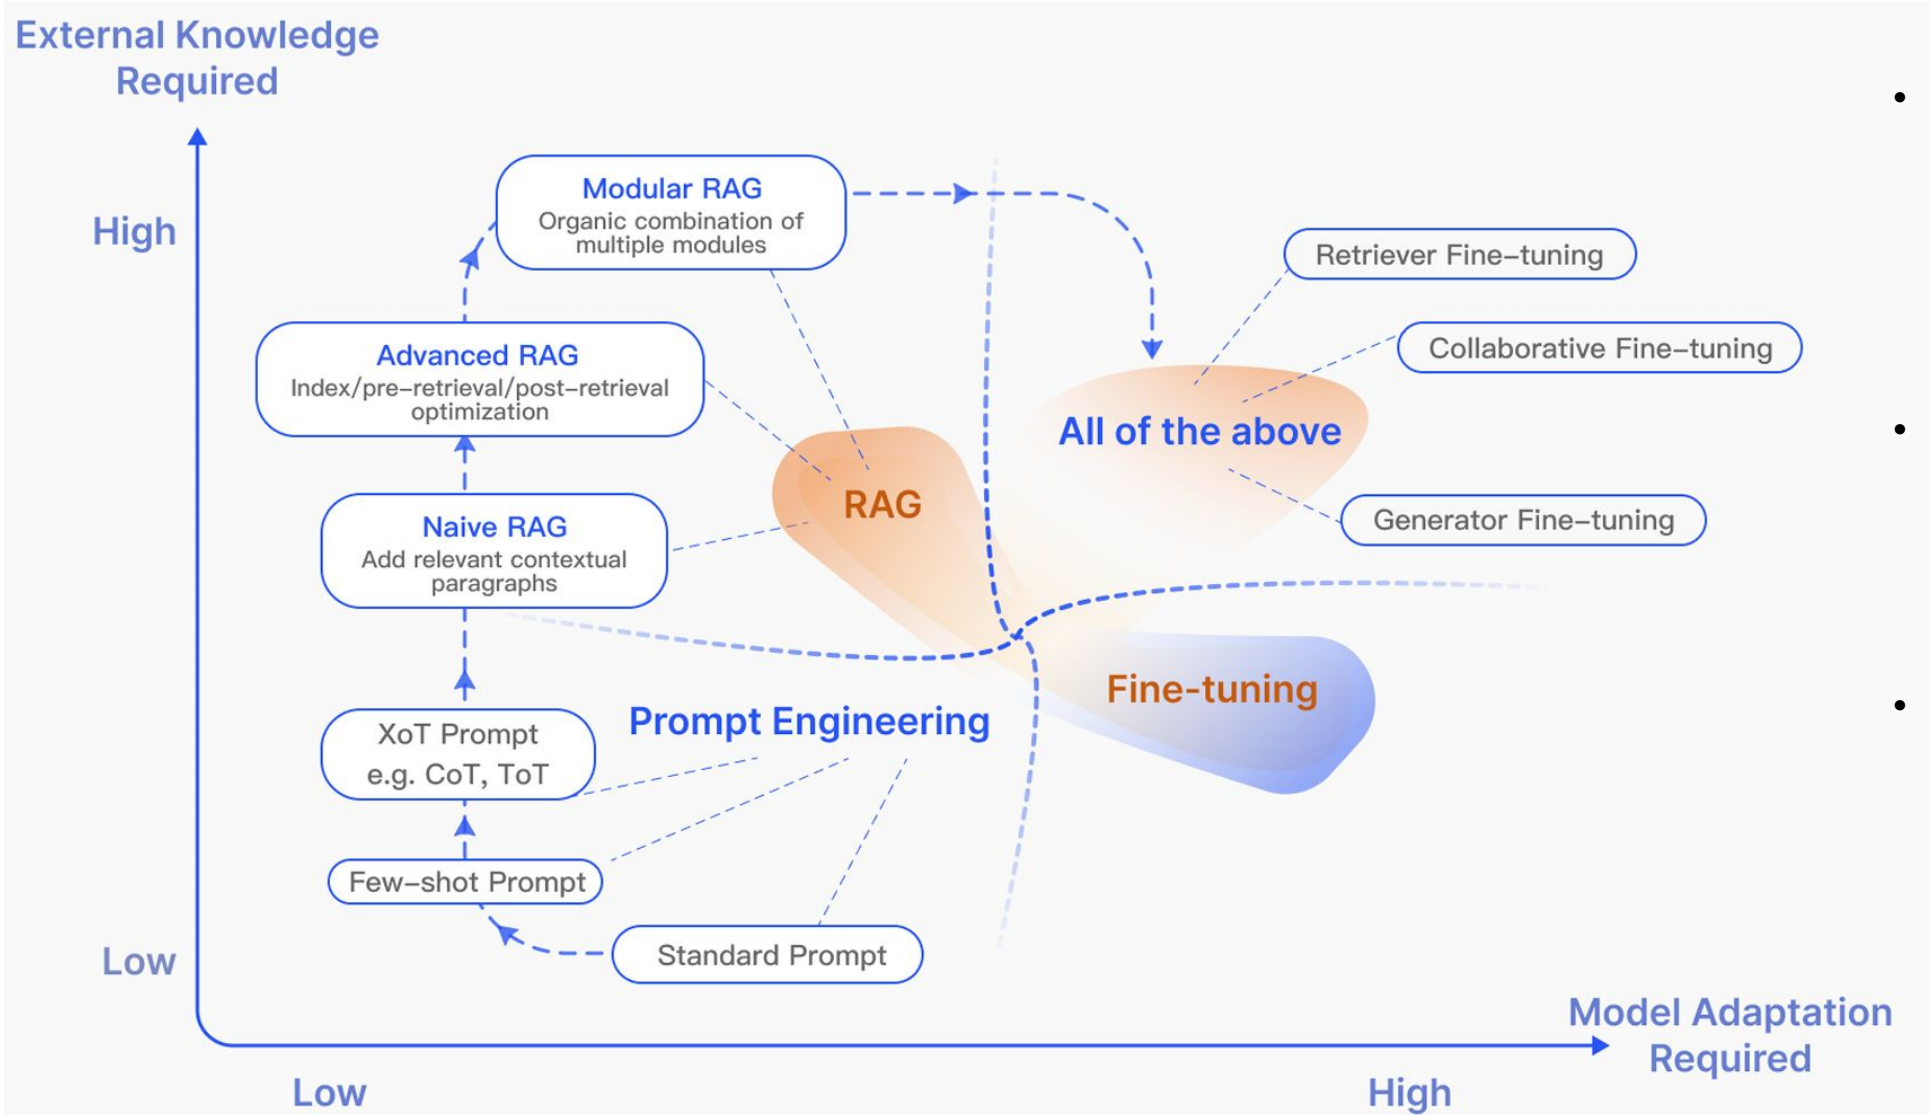 External Knowledge
Required
High
Modular RAG
Organic combination of
multiple modules
Retriever Fine-tuning
Advanced RAG
Index/pre-retrieval/post-retrieval
optimization
Collaborative Fine-tuning
All of the above
RAG
Naive RAG
Add relevant contextual
paragraphs
Generator Fine-tuning
Fine-tuning
Prompt Engineering
XoT Prompt
e.g. CoT, ToT
Few-shot Prompt
Standard Prompt
Low
Model Adaptation
Required
Low
High